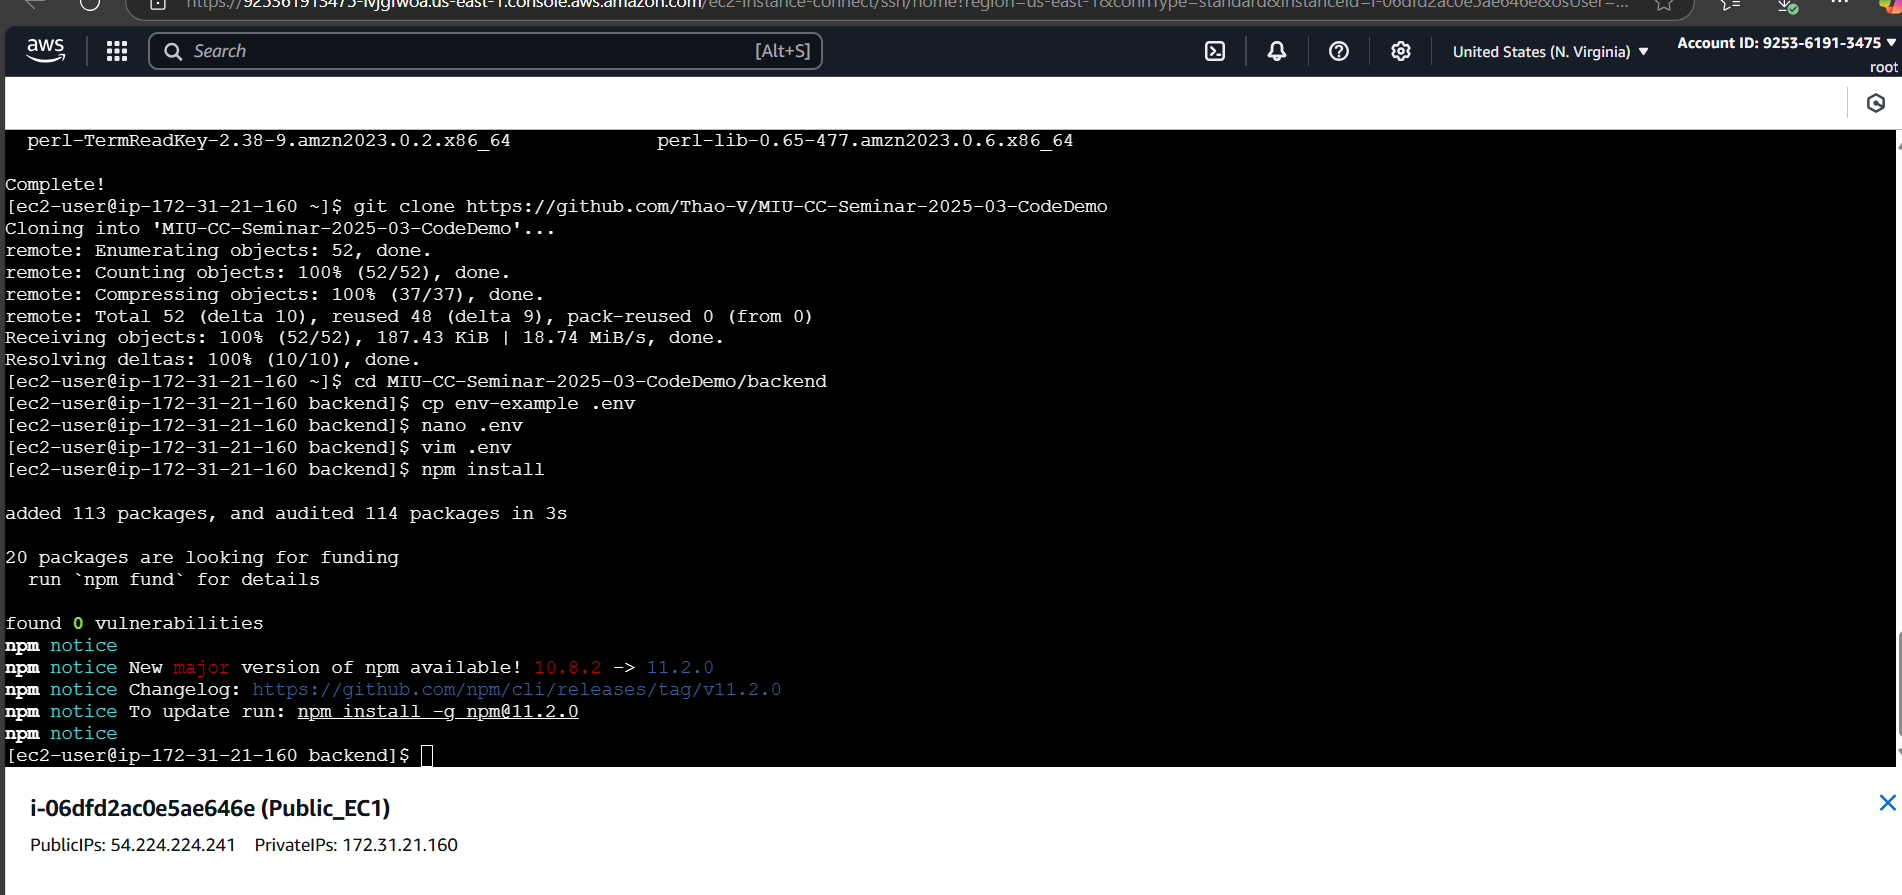 https://925361913475-lvjgfwoa.us-east-1.console.aws.amazon.com/ec2-instance-connect/ssh/home?region=us-east-1&connType=standard&instanceId=i-06dfd2ac0e5ae646e&osUser=...
aws
Search [Alt+S]
United States (N. Virginia)
Account ID: 9253-6191-3475
root
perl-TermReadKey-2.38-9.amzn2023.0.2.x86_64 perl-lib-0.65-477.amzn2023.0.6.x86_64
Complete!
[ec2-user@ip-172-31-21-160 ~]$ git clone https://github.com/Thao-V/MIU-CC-Seminar-2025-03-CodeDemo
Cloning into 'MIU-CC-Seminar-2025-03-CodeDemo'...
remote: Enumerating objects: 52, done.
remote: Counting objects: 100% (52/52), done.
remote: Compressing objects: 100% (37/37), done.
remote: Total 52 (delta 10), reused 48 (delta 9), pack-reused 0 (from 0)
Receiving objects: 100% (52/52), 187.43 KiB | 18.74 MiB/s, done.
Resolving deltas: 100% (10/10), done.
[ec2-user@ip-172-31-21-160 ~]$ cd MIU-CC-Seminar-2025-03-CodeDemo/backend
[ec2-user@ip-172-31-21-160 backend]$ cp env-example .env
[ec2-user@ip-172-31-21-160 backend]$ nano .env
[ec2-user@ip-172-31-21-160 backend]$ vim .env
[ec2-user@ip-172-31-21-160 backend]$ npm install
added 113 packages, and audited 114 packages in 3s
20 packages are looking for funding
run `npm fund` for details
found 0 vulnerabilities
npm notice
npm notice New major version of npm available! 10.8.2 -> 11.2.0
npm notice Changelog: https://github.com/npm/cli/releases/tag/v11.2.0
npm notice To update run: npm install -g npm@11.2.0
npm notice
[ec2-user@ip-172-31-21-160 backend]$
i-06dfd2ac0e5ae646e (Public_EC1)
PublicIPs: 54.224.224.241 PrivateIPs: 172.31.21.160